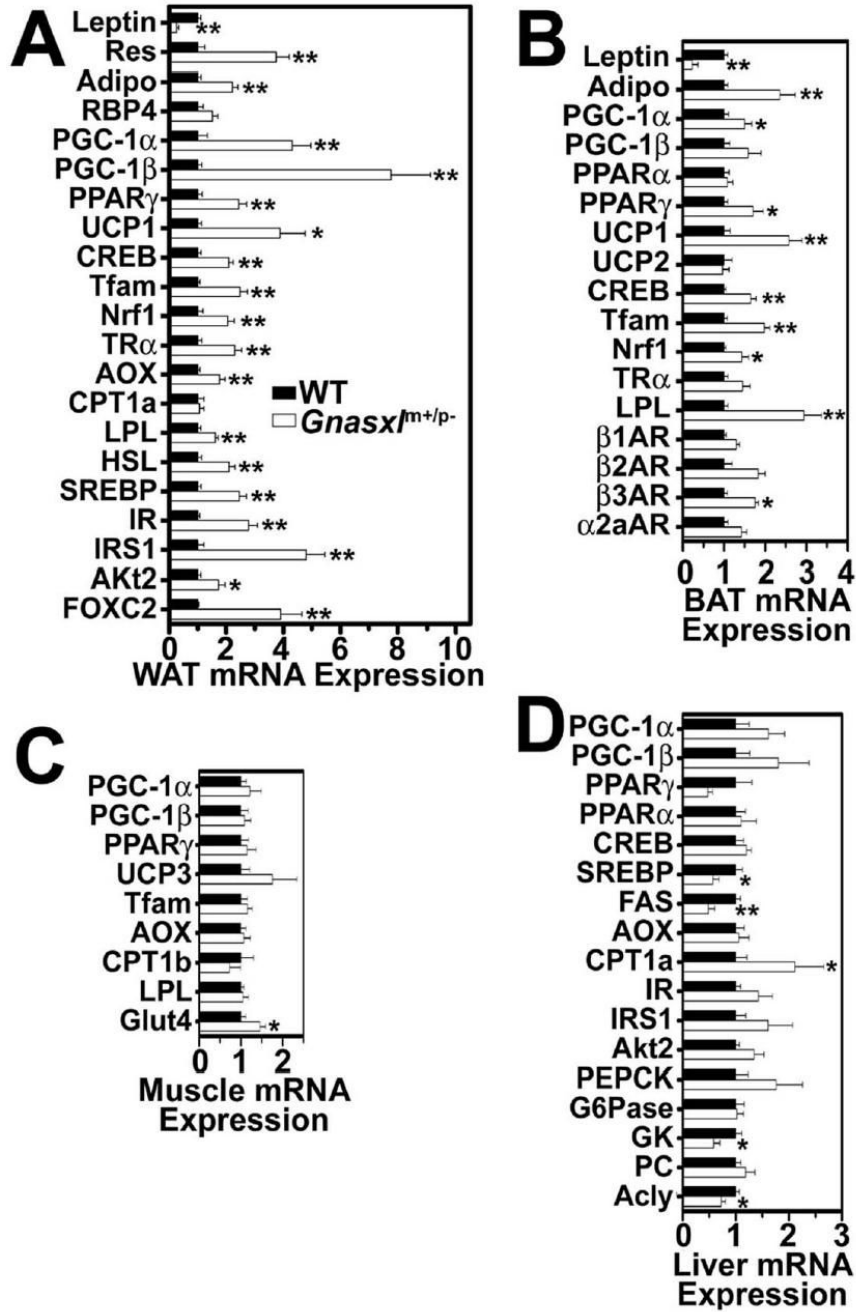 A
Leptin **
Res **
Adipo **
RBP4
PGC-1α **
PGC-1β **
PPARγ **
UCP1 *
CREB **
Tfam **
Nrf1 **
TRα **
AOX **
CPT1a
LPL **
HSL **
SREBP **
IR **
IRS1 **
AKt2 *
FOXC2 **
WT
Gnasxl^m+/p-
0 2 4 6 8 10
WAT mRNA Expression
B
Leptin **
Adipo **
PGC-1α *
PGC-1β
PPARα
PPARγ *
UCP1 **
UCP2
CREB **
Tfam **
Nrf1 *
TRα
LPL **
β1AR
β2AR
β3AR *
α2aAR
0 1 2 3 4
BAT mRNA
Expression
C
PGC-1α
PGC-1β
PPARγ
UCP3
Tfam
AOX
CPT1b
LPL
Glut4 *
0 1 2
Muscle mRNA
Expression
D
PGC-1α
PGC-1β
PPARγ
PPARα
CREB
SREBP *
FAS **
AOX
CPT1a *
IR
IRS1
Akt2
PEPCK
G6Pase
GK *
PC
Acly *
0 1 2 3
Liver mRNA
Expression